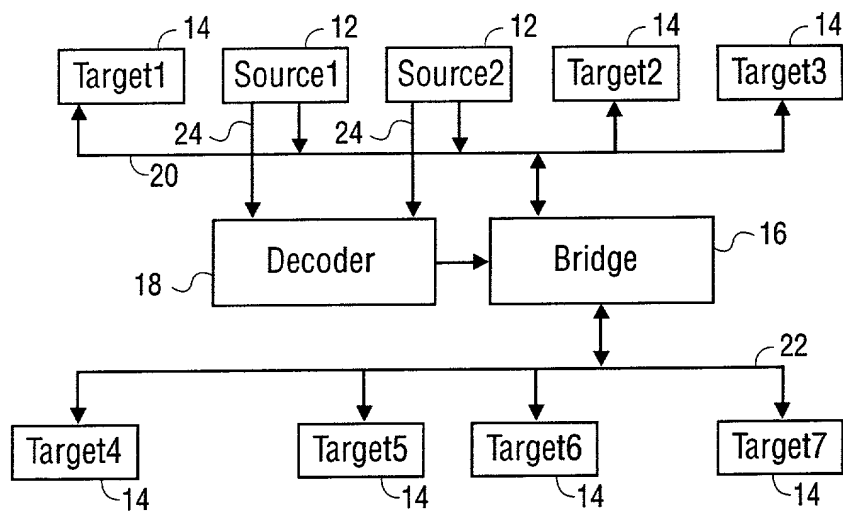 14 12 12 14 14
Target1 Source1 Source2 Target2 Target3
24 24
20
Decoder Bridge 16
18
22
Target4 Target5 Target6 Target7
14 14 14 14